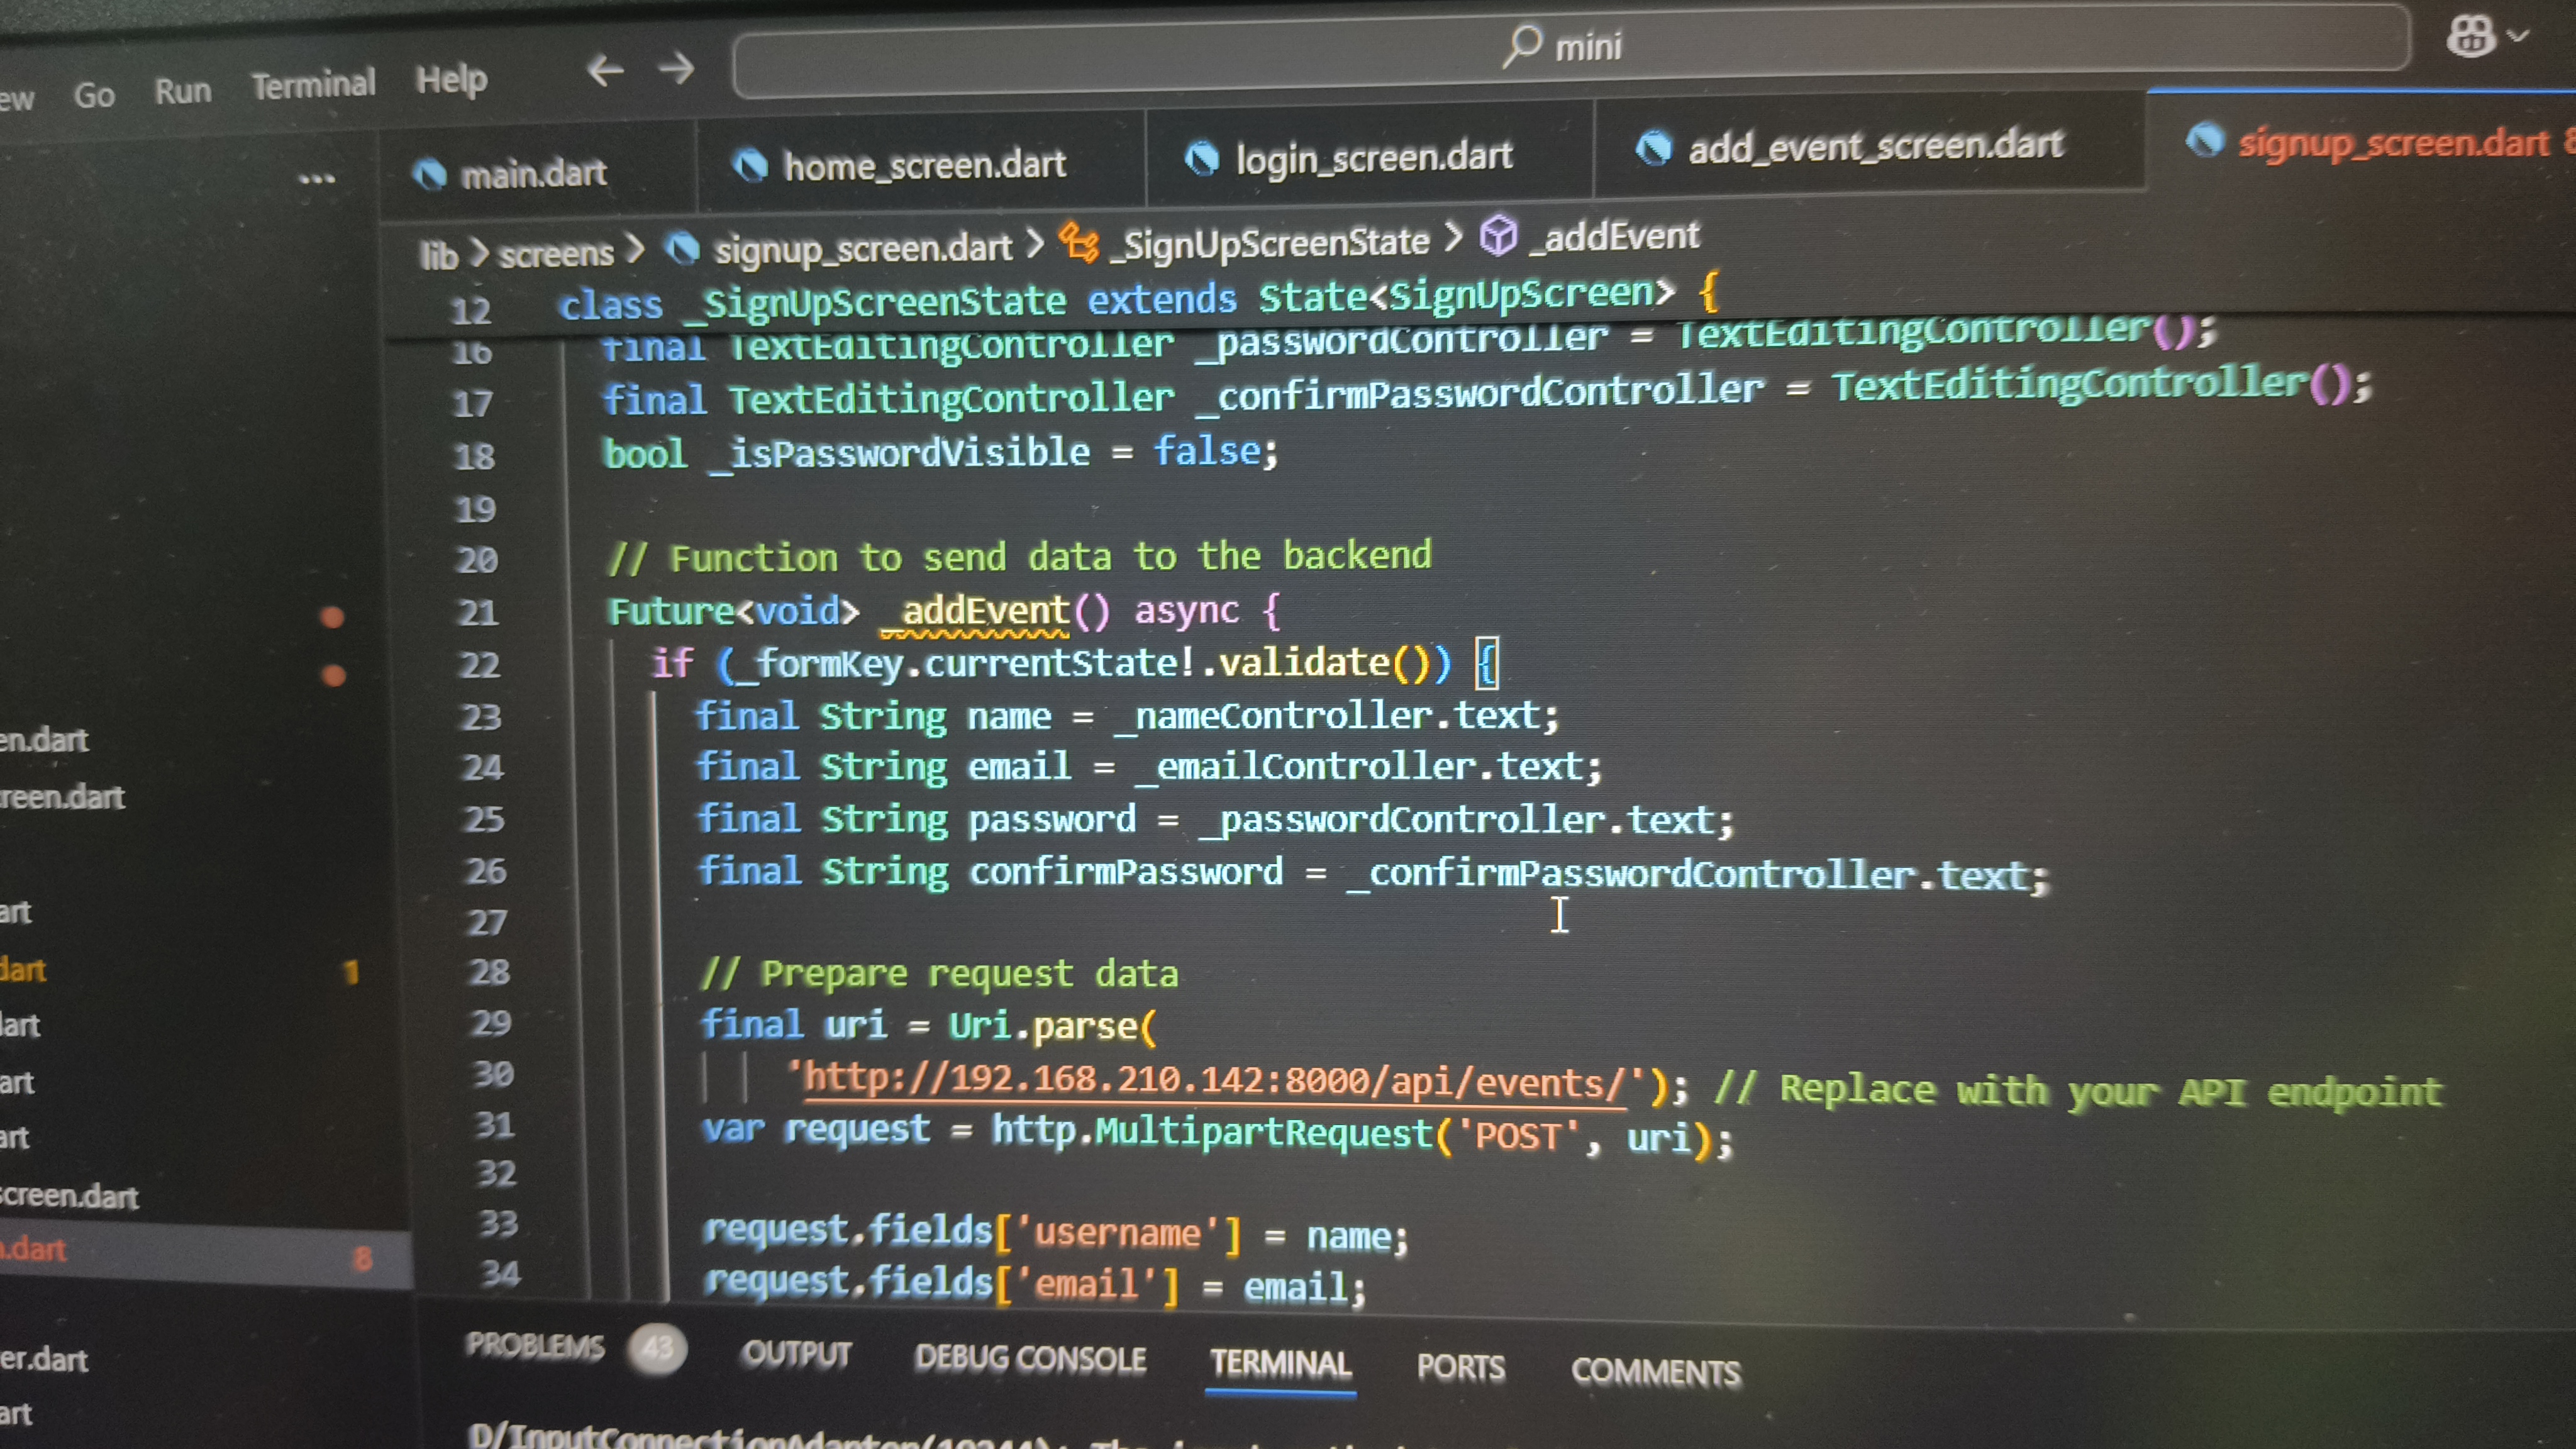 Go Run Terminal Help ← → mini
... main.dart home_screen.dart login_screen.dart add_event_screen.dart signup_screen.dart 8
lib > screens > signup_screen.dart > _SignUpScreenState > _addEvent
12 class _SignUpScreenState extends State<SignUpScreen> {
16 final TextEditingController _passwordController = TextEditingController();
17 final TextEditingController _confirmPasswordController = TextEditingController();
18 bool _isPasswordVisible = false;
19
20 // Function to send data to the backend
21 Future<void> _addEvent() async {
22 if (_formKey.currentState!.validate()) {
23 final String name = _nameController.text;
24 final String email = _emailController.text;
25 final String password = _passwordController.text;
26 final String confirmPassword = _confirmPasswordController.text;
27
28 // Prepare request data
29 final uri = Uri.parse(
30 'http://192.168.210.142:8000/api/events/'); // Replace with your API endpoint
31 var request = http.MultipartRequest('POST', uri);
32
33 request.fields['username'] = name;
34 request.fields['email'] = email;
en.dart
reen.dart
art
dart 1
art
art
art
screen.dart
.dart 8
er.dart
art
PROBLEMS 43 OUTPUT DEBUG CONSOLE TERMINAL PORTS COMMENTS